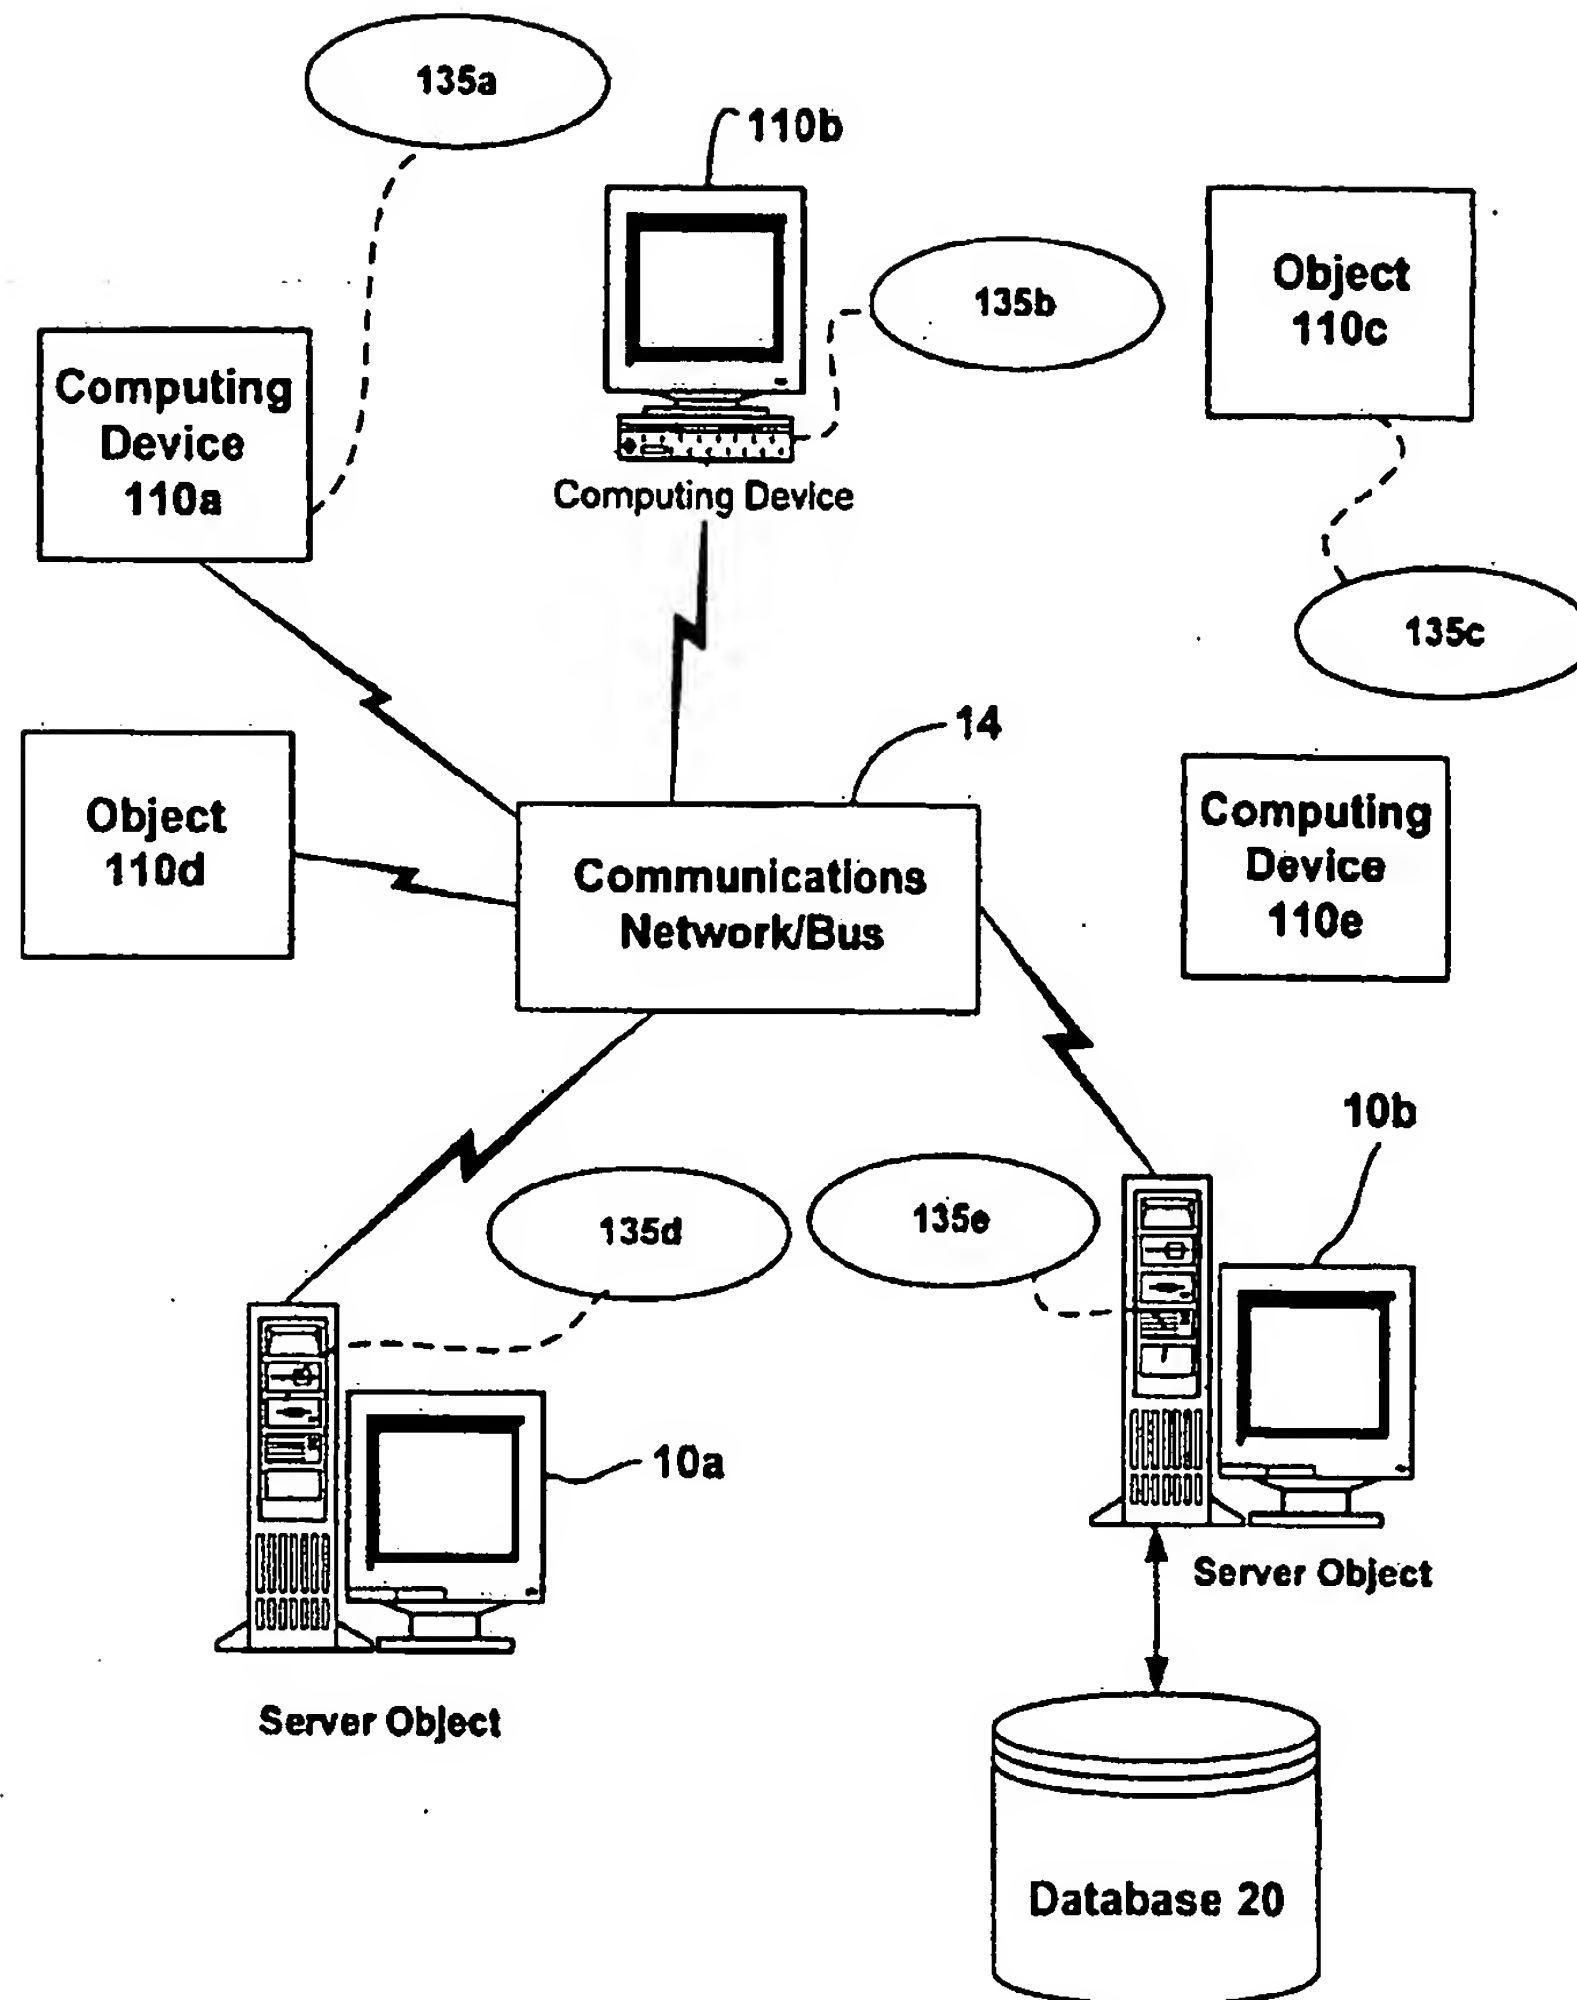 135a
110b
135b
Object
110c
Computing
Device
110a
Computing Device
135c
14
Object
110d
Communications
Network/Bus
Computing
Device
110e
10b
135d
135e
10a
Server Object
Server Object
Database 20